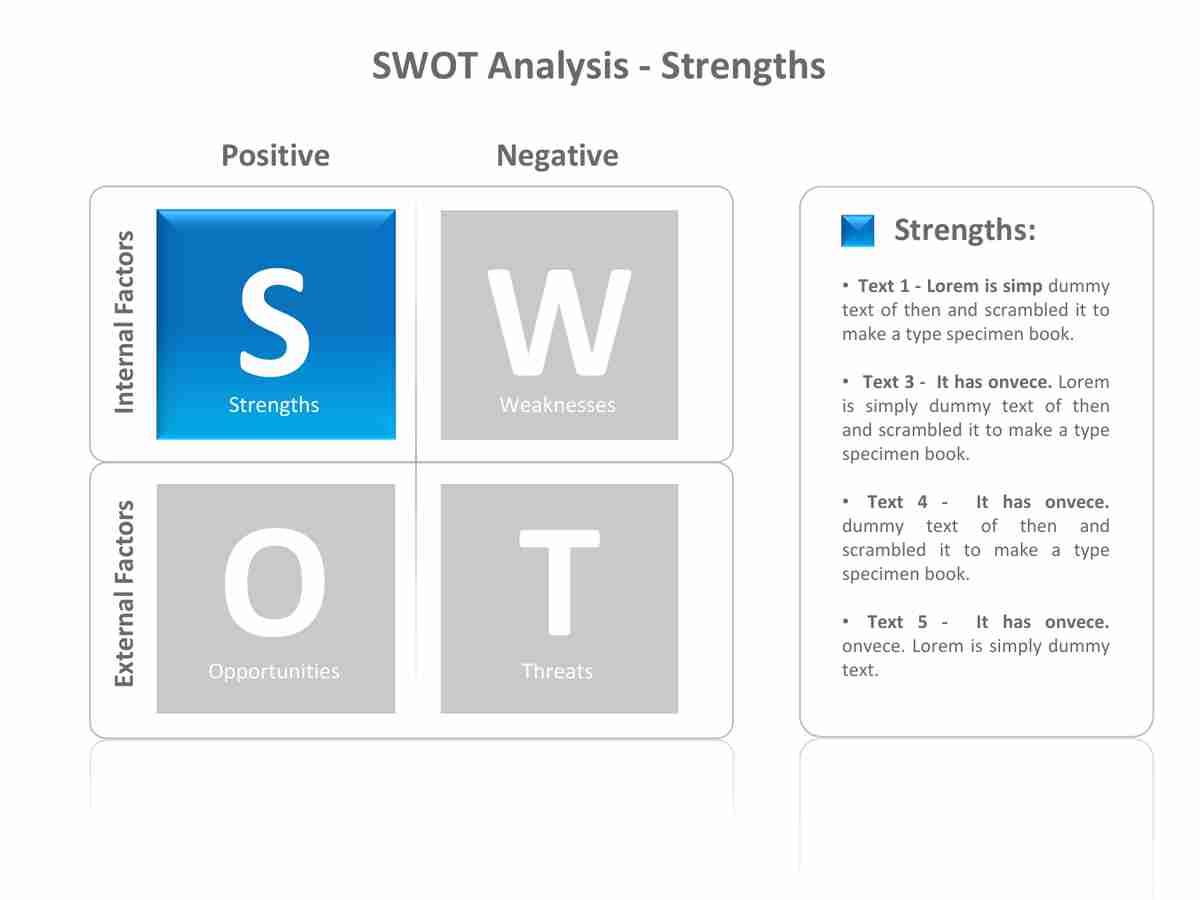 SWOT Analysis - Strengths
Positive
Negative
Internal Factors
S
Strengths
W
Weaknesses
External Factors
O
Opportunities
T
Threats
Strengths:
• Text 1 - Lorem is simp dummy
text of then and scrambled it to
make a type specimen book.
• Text 3 - It has onvece. Lorem
is simply dummy text of then
and scrambled it to make a type
specimen book.
• Text 4 - It has onvece.
dummy text of then and
scrambled it to make a type
specimen book.
• Text 5 - It has onvece.
onvece. Lorem is simply dummy
text.